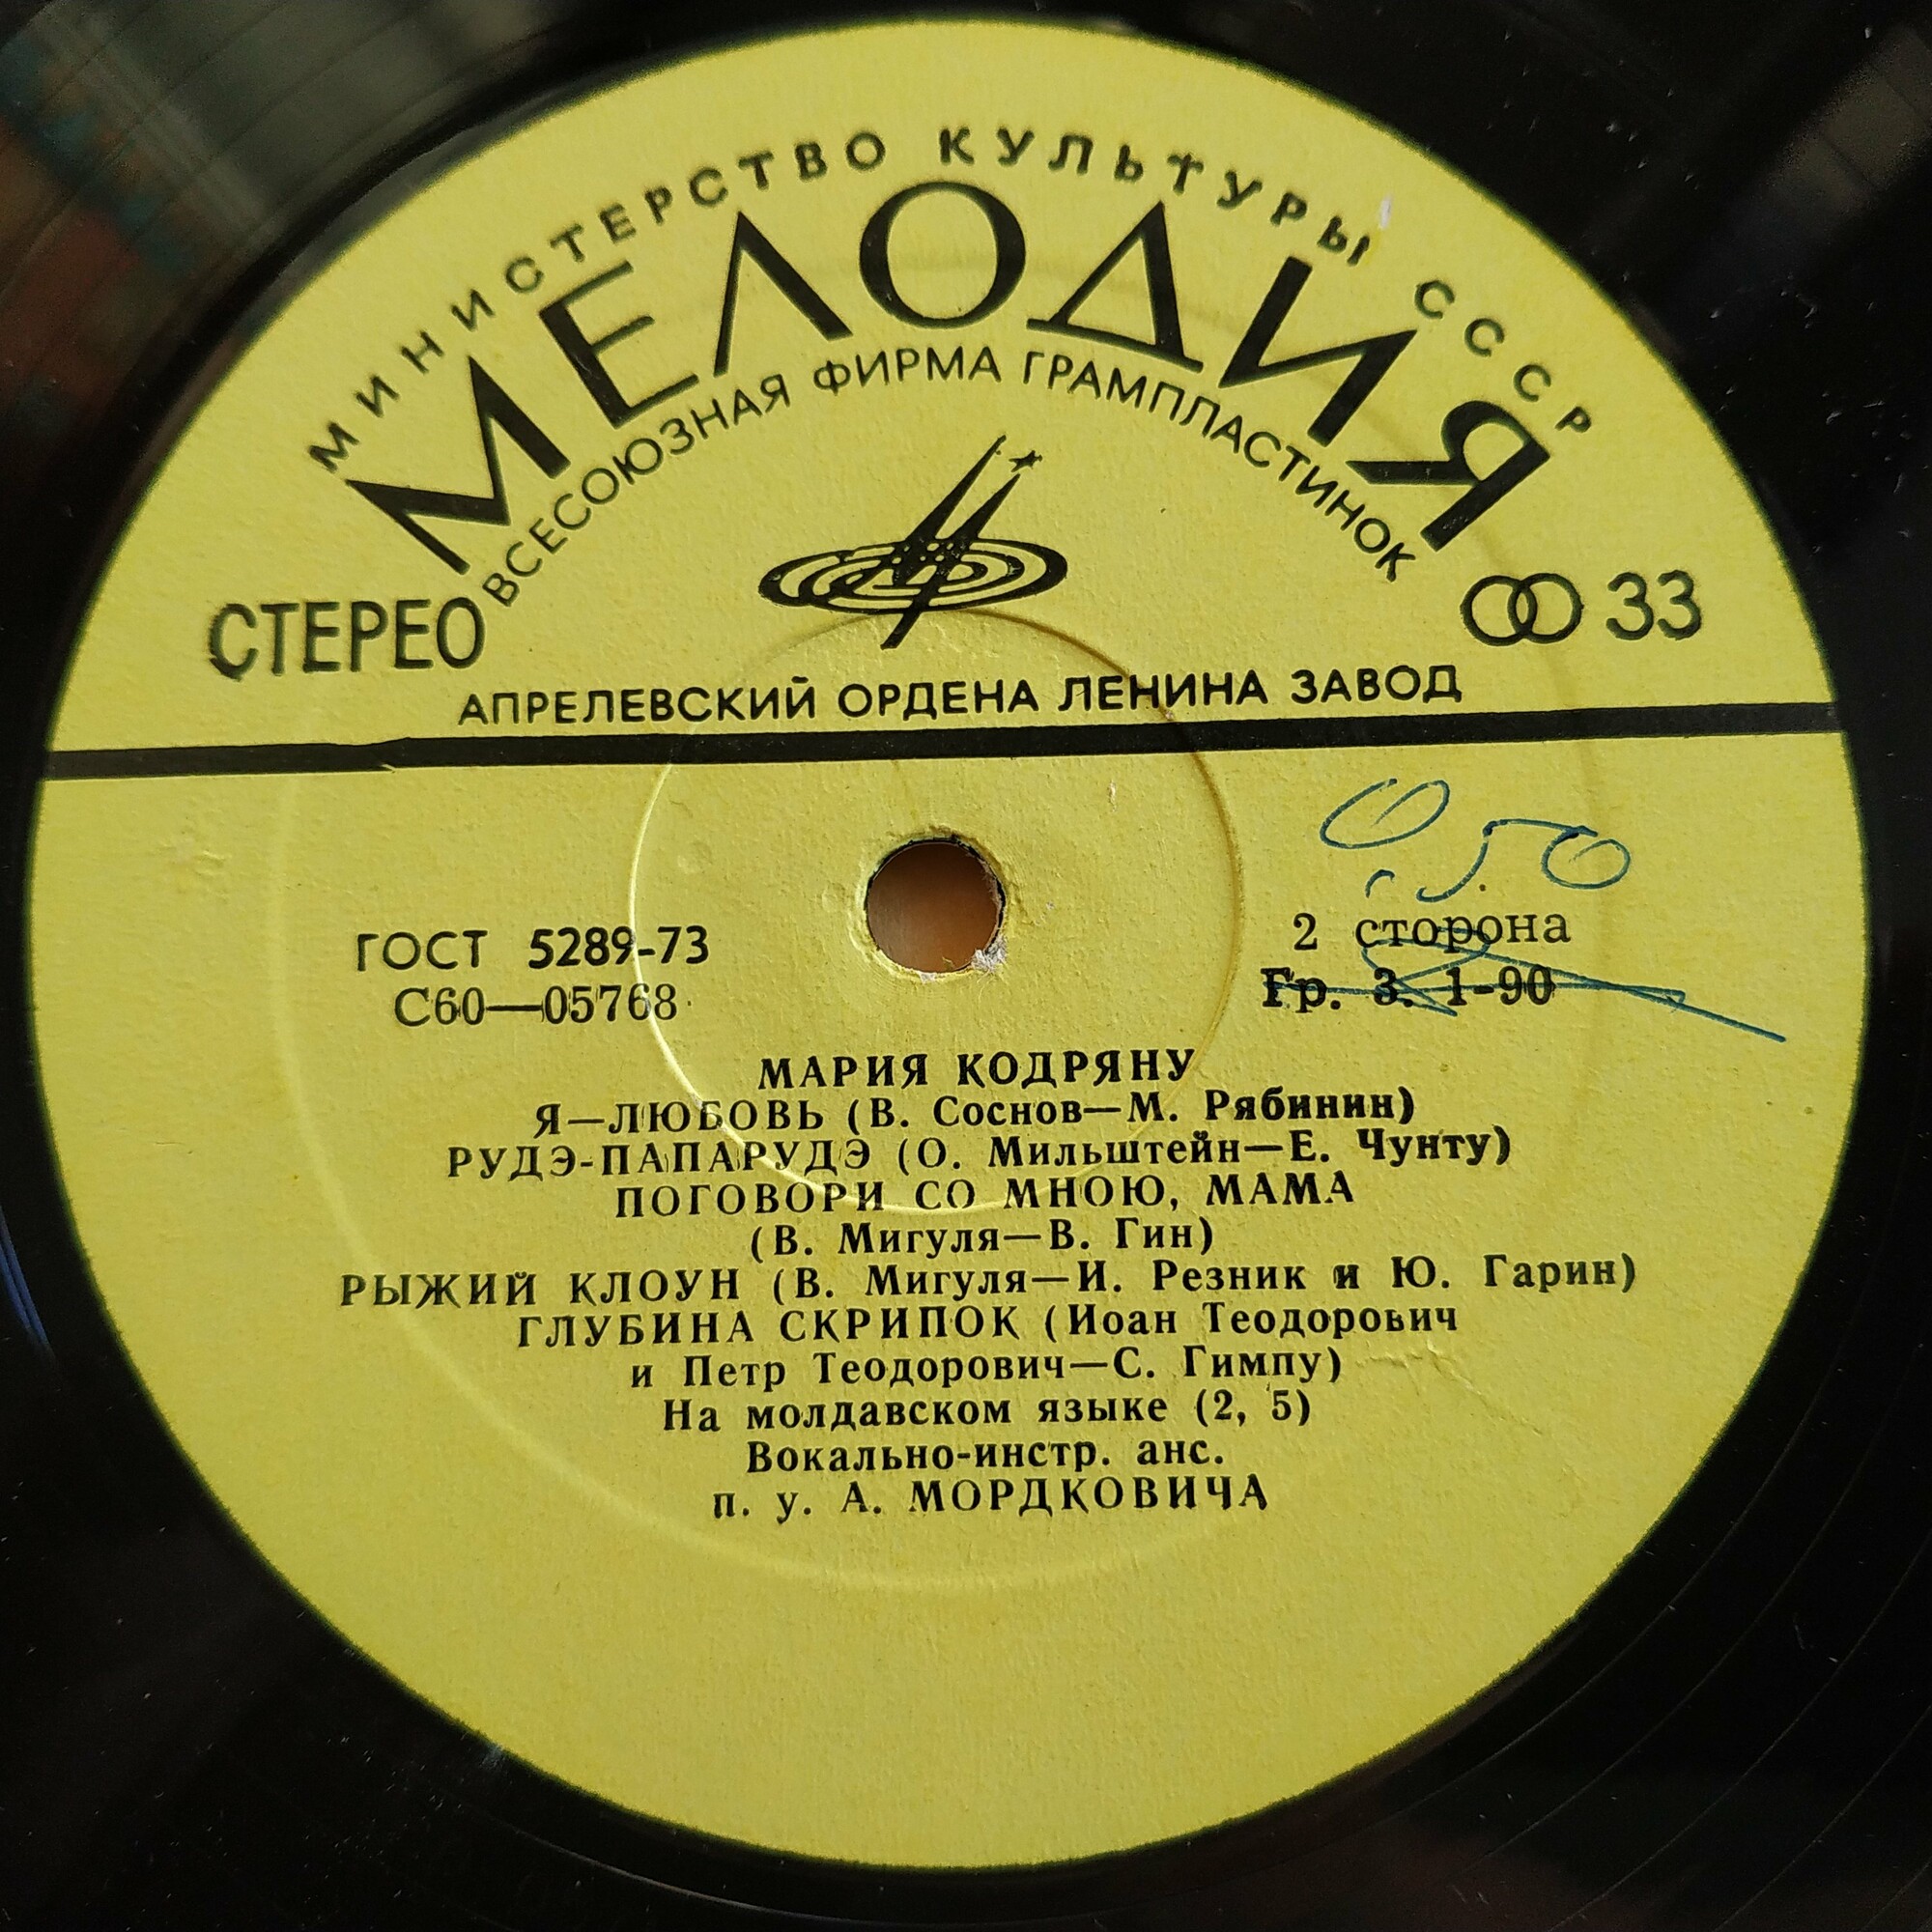 МИНИСТЕРСТВО КУЛЬТУРЫ СССР
МЕЛОДИЯ
ВСЕСОЮЗНАЯ ФИРМА ГРАМПЛАСТИНОК
СТЕРЕО
33
АПРЕЛЕВСКИЙ ОРДЕНА ЛЕНИНА ЗАВОД
0.50
ГОСТ 5289-73
2 сторона
С60—05768
Гр. 3. 1-90
МАРИЯ КОДРЯНУ
Я—ЛЮБОВЬ (В. Соснов—М. Рябинин)
РУДЭ-ПАПАРУДЭ (О. Мильштейн—Е. Чунту)
ПОГОВОРИ СО МНОЮ, МАМА
(В. Мигуля—В. Гин)
РЫЖИЙ КЛОУН (В. Мигуля—И. Резник и Ю. Гарин)
ГЛУБИНА СКРИПОК (Иоан Теодорович
и Петр Теодорович—С. Гимпу)
На молдавском языке (2, 5)
Вокально-инстр. анс.
п. у. А. МОРДКОВИЧА